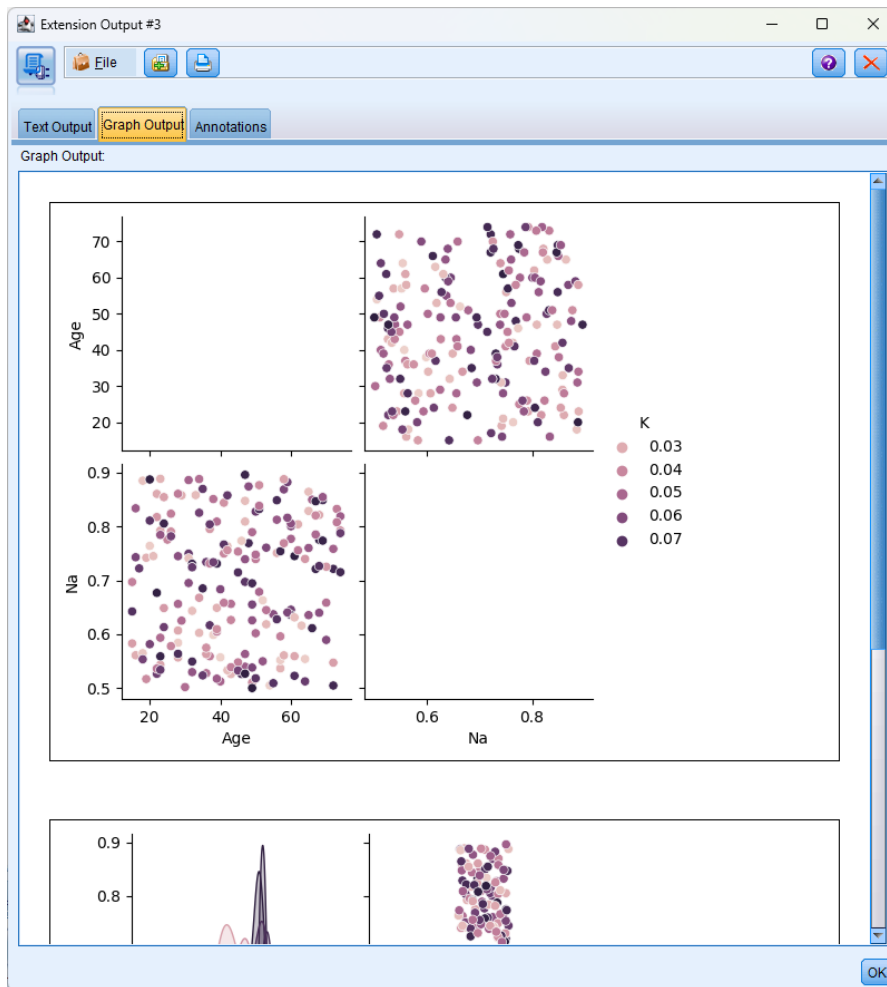 Extension Output #3
File
Text Output Graph Output Annotations
Graph Output:
70
60
50
40
30
20
Age
K
0.03
0.04
0.05
0.06
0.07
0.9
0.8
0.7
0.6
0.5
Na
20 40 60
0.6 0.8
Age
Na
0.9
0.8
OK